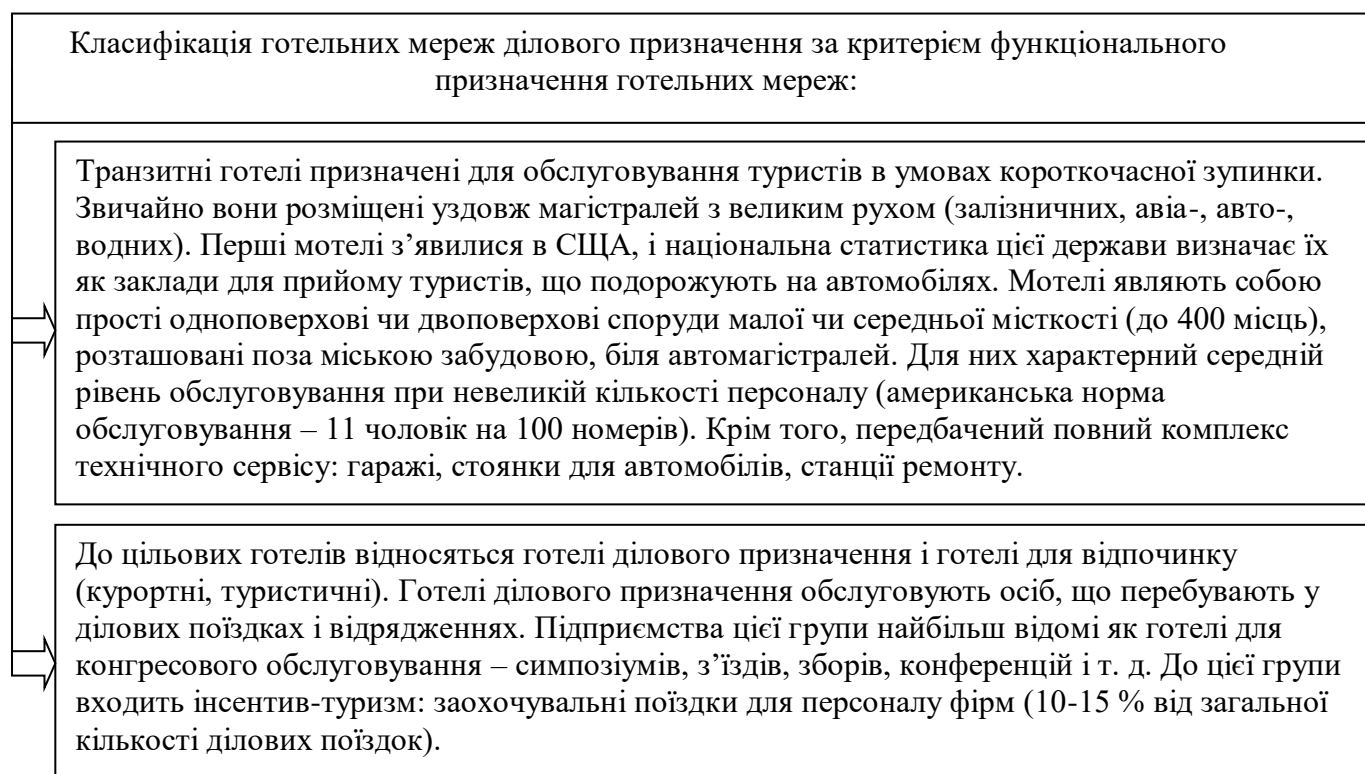 Класифікація готельних мереж ділового призначення за критерієм функціонального
призначення готельних мереж:
Транзитні готелі призначені для обслуговування туристів в умовах короткочасної зупинки.
Звичайно вони розміщені уздовж магістралей з великим рухом (залізничних, авіа-, авто-,
водних). Перші мотелі з’явилися в США, і національна статистика цієї держави визначає їх
як заклади для прийому туристів, що подорожують на автомобілях. Мотелі являють собою
прості одноповерхові чи двоповерхові споруди малої чи середньої місткості (до 400 місць),
розташовані поза міською забудовою, біля автомагістралей. Для них характерний середній
рівень обслуговування при невеликій кількості персоналу (американська норма
обслуговування – 11 чоловік на 100 номерів). Крім того, передбачений повний комплекс
технічного сервісу: гаражі, стоянки для автомобілів, станції ремонту.
До цільових готелів відносяться готелі ділового призначення і готелі для відпочинку
(курортні, туристичні). Готелі ділового призначення обслуговують осіб, що перебувають у
ділових поїздках і відрядженнях. Підприємства цієї групи найбільш відомі як готелі для
конгресового обслуговування – симпозіумів, з’їздів, зборів, конференцій і т. д. До цієї групи
входить інсентив-туризм: заохочувальні поїздки для персоналу фірм (10-15 % від загальної
кількості ділових поїздок).